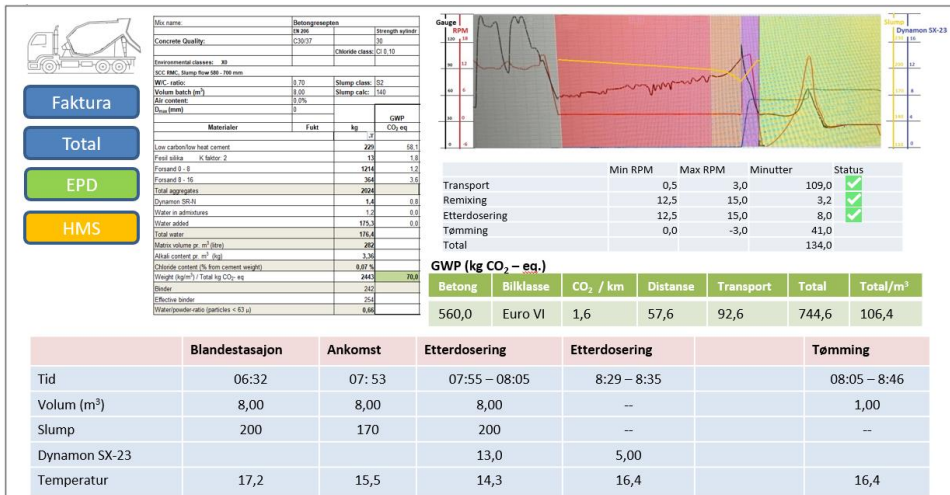 Faktura
Total
EPD
HMS
Mix name: Betongresepten
EN 206 Strength sylindr
Concrete Quality: C30/37 30
Chloride class: Cl 0,10
Environmental classes: X0
SCC RMC, Slump flow 580 - 700 mm
W/C- ratio: 0.70 Slump class: S2
Volum batch (m³) 8.00 Slump calc: 140
Air content: 0.0%
Dmax (mm) 0
GWP
Materialer Fukt kg CO₂ eq
Low carbon/low heat cement 229 58,1
Fesil silika K faktor: 2 13 1,8
Forsand 0 - 8 1214 1,2
Forsand 8 - 16 364 3,6
Total aggregates 2024
Dynamon SR-N 1,4 0,8
Water in admixtures 1,2 0,0
Water added 175,3 0,0
Total water 176,4
Matrix volume pr. m³ (litre) 282
Alkali content pr. m³ (kg) 3,36
Chloride content (% from cement weight) 0,07 %
Weight (kg/m³) / Total kg CO₂- eq 2443 70,0
Binder 242
Effective binder 254
Water/powder-ratio (particles < 63 µ) 0,66
Gauge
RPM
Slump
Dynamon SX-23
Min RPM Max RPM Minutter Status
Transport 0,5 3,0 109,0
Remixing 12,5 15,0 3,2
Etterdosering 12,5 15,0 8,0
Tømming 0,0 -3,0 41,0
Total 134,0
GWP (kg CO₂ – eq.)
Betong Bilklasse CO₂ / km Distanse Transport Total Total/m³
560,0 Euro VI 1,6 57,6 92,6 744,6 106,4
Blandestasajon Ankomst Etterdosering Etterdosering Tømming
Tid 06:32 07: 53 07:55 – 08:05 8:29 – 8:35 08:05 – 8:46
Volum (m³) 8,00 8,00 8,00 -- 1,00
Slump 200 170 200 -- --
Dynamon SX-23 13,0 5,00
Temperatur 17,2 15,5 14,3 16,4 16,4